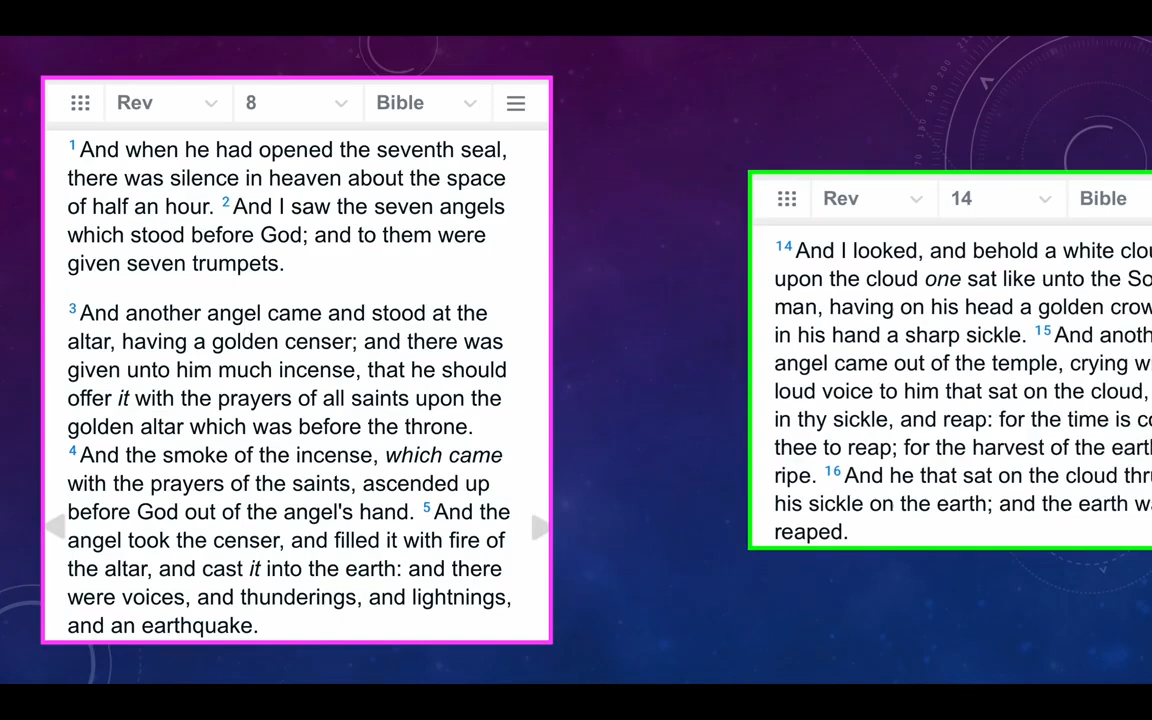 Rev 8 Bible
1 And when he had opened the seventh seal,
there was silence in heaven about the space
of half an hour. 2 And I saw the seven angels
which stood before God; and to them were
given seven trumpets.
3 And another angel came and stood at the
altar, having a golden censer; and there was
given unto him much incense, that he should
offer it with the prayers of all saints upon the
golden altar which was before the throne.
4 And the smoke of the incense, which came
with the prayers of the saints, ascended up
before God out of the angel's hand. 5 And the
angel took the censer, and filled it with fire of
the altar, and cast it into the earth: and there
were voices, and thunderings, and lightnings,
and an earthquake.
Rev 14 Bible
14 And I looked, and behold a white clou
upon the cloud one sat like unto the So
man, having on his head a golden crow
in his hand a sharp sickle. 15 And anoth
angel came out of the temple, crying w
loud voice to him that sat on the cloud,
in thy sickle, and reap: for the time is co
thee to reap; for the harvest of the eart
ripe. 16 And he that sat on the cloud thru
his sickle on the earth; and the earth wa
reaped.